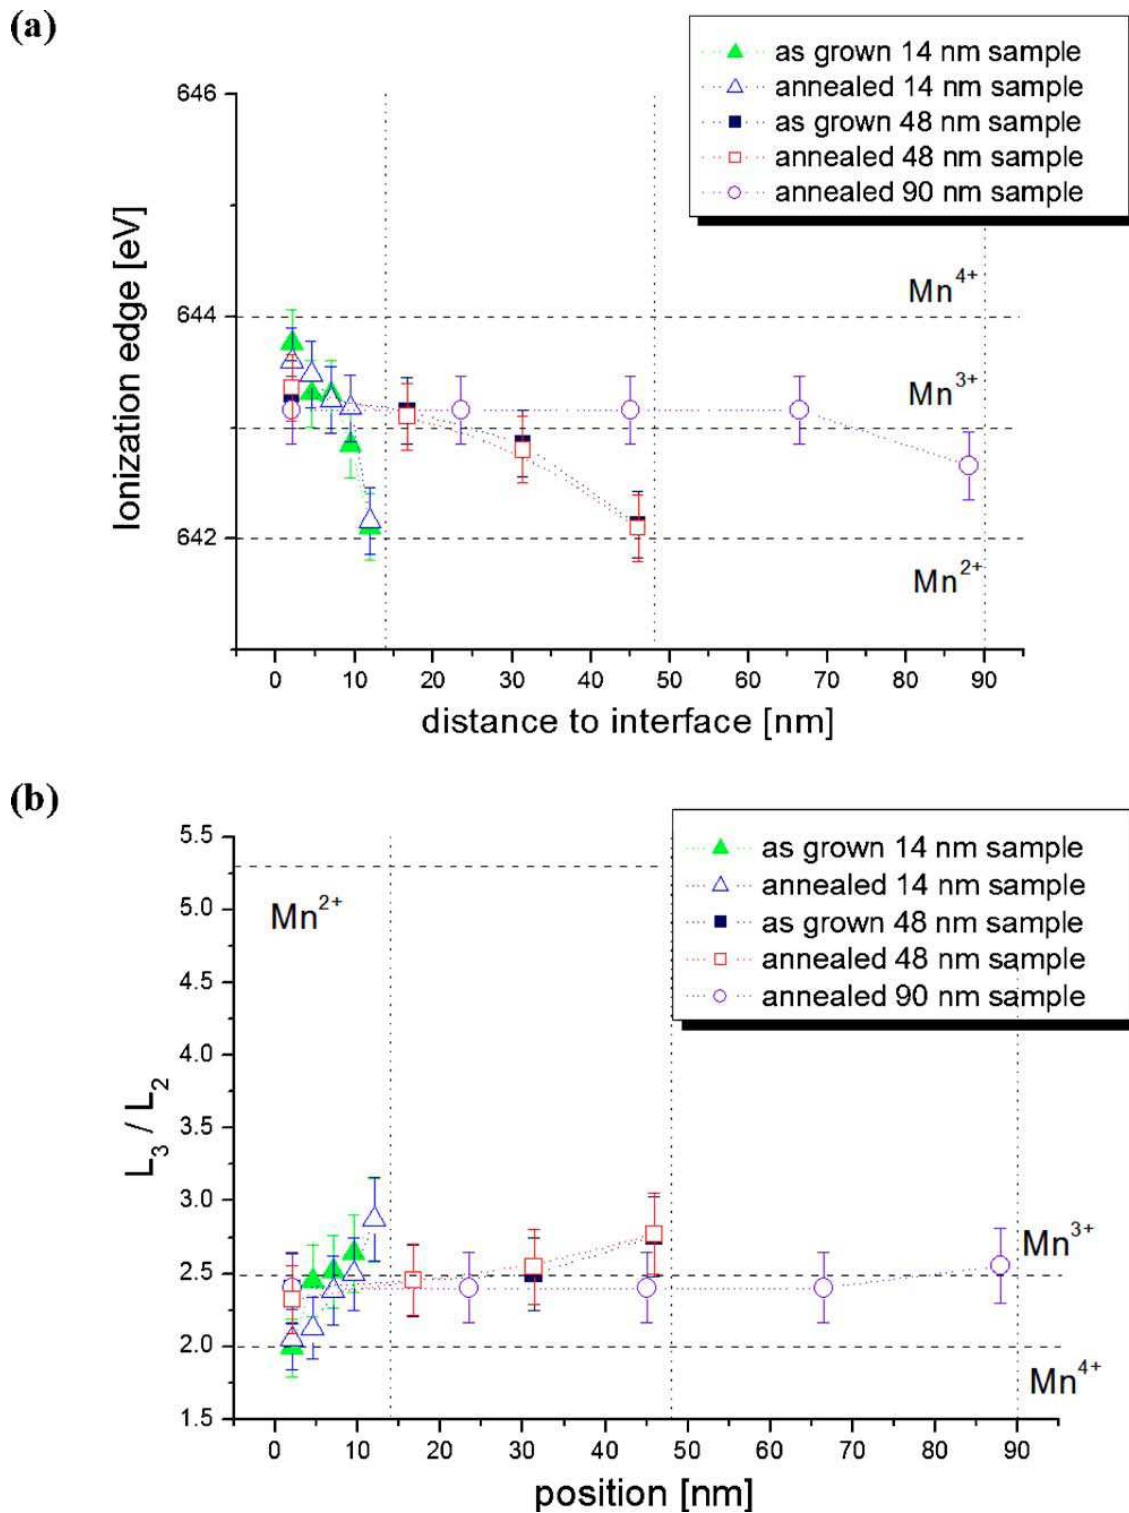 (a)
as grown 14 nm sample
annealed 14 nm sample
as grown 48 nm sample
annealed 48 nm sample
annealed 90 nm sample
646
644
642
Ionization edge [eV]
Mn⁴⁺
Mn³⁺
Mn²⁺
0 10 20 30 40 50 60 70 80 90
distance to interface [nm]
(b)
as grown 14 nm sample
annealed 14 nm sample
as grown 48 nm sample
annealed 48 nm sample
annealed 90 nm sample
5.5
5.0
4.5
4.0
3.5
3.0
2.5
2.0
1.5
L₃ / L₂
Mn²⁺
Mn³⁺
Mn⁴⁺
0 10 20 30 40 50 60 70 80 90
position [nm]